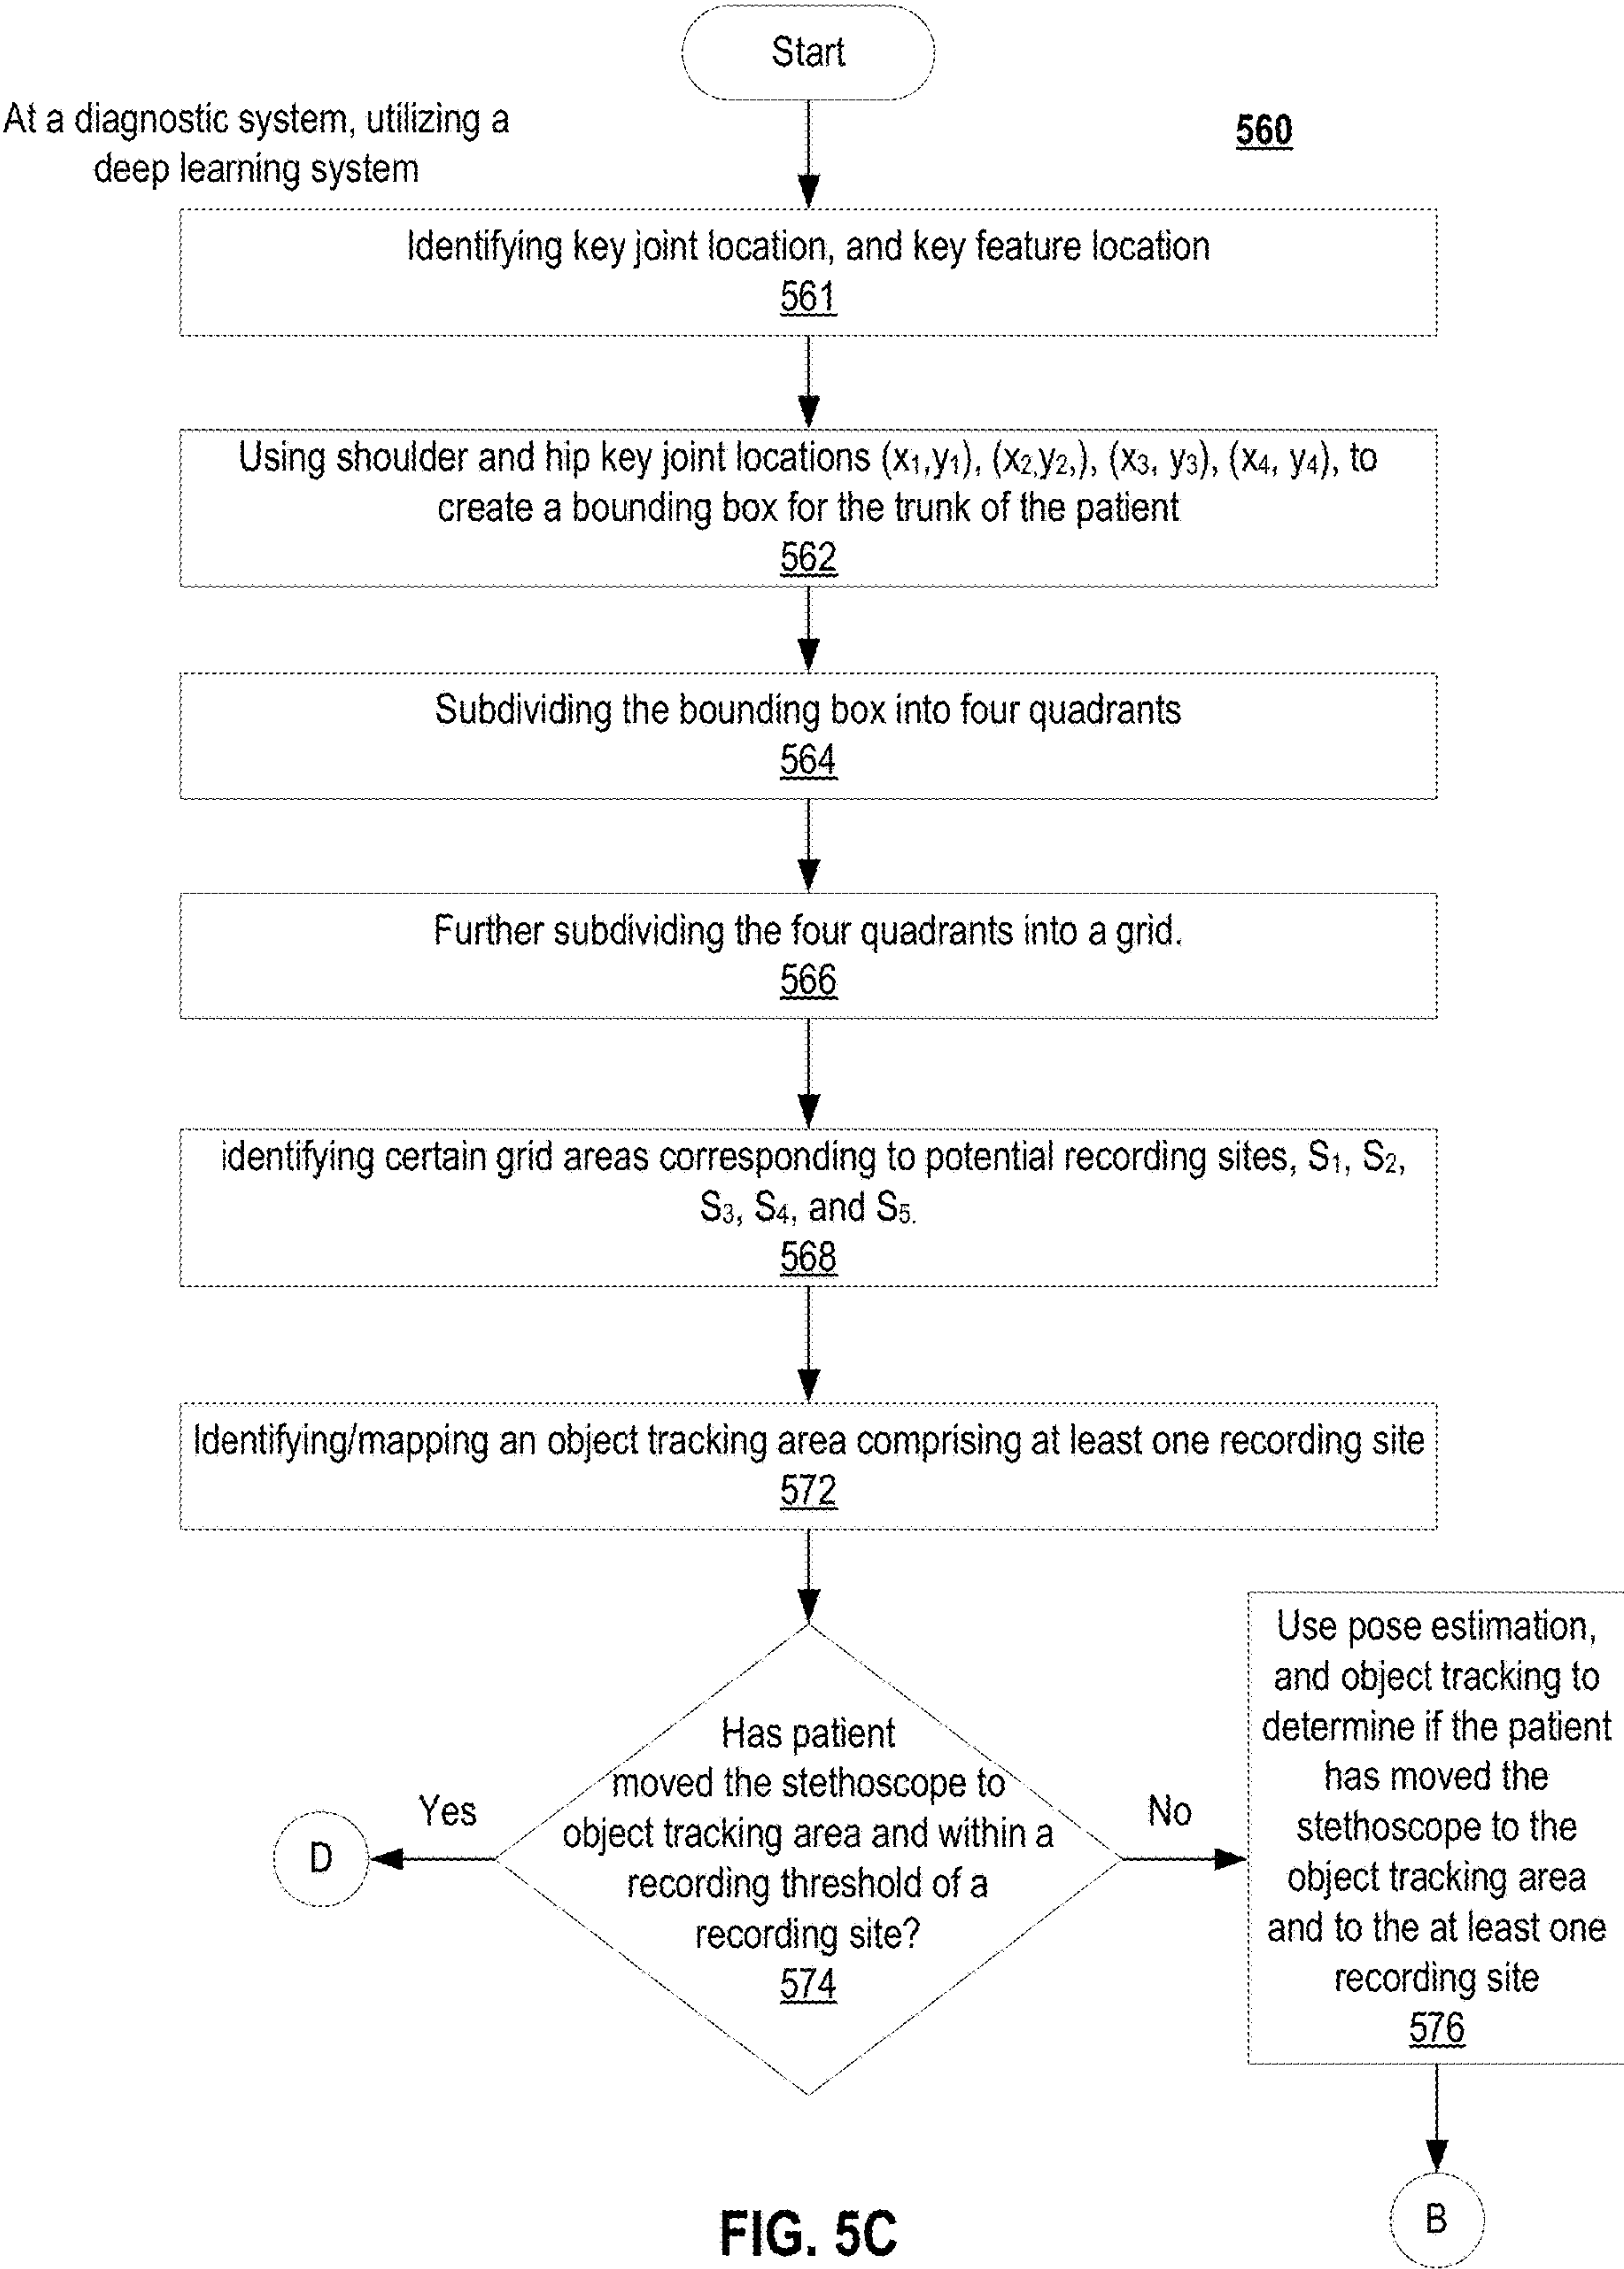 Start
At a diagnostic system, utilizing a
deep learning system
560
Identifying key joint location, and key feature location
561
Using shoulder and hip key joint locations (x₁,y₁), (x₂,y₂,), (x₃, y₃), (x₄, y₄), to
create a bounding box for the trunk of the patient
562
Subdividing the bounding box into four quadrants
564
Further subdividing the four quadrants into a grid.
566
identifying certain grid areas corresponding to potential recording sites, S₁, S₂,
S₃, S₄, and S₅.
568
Identifying/mapping an object tracking area comprising at least one recording site
572
Has patient
moved the stethoscope to
object tracking area and within a
recording threshold of a
recording site?
574
Yes
D
No
Use pose estimation,
and object tracking to
determine if the patient
has moved the
stethoscope to the
object tracking area
and to the at least one
recording site
576
B
FIG. 5C